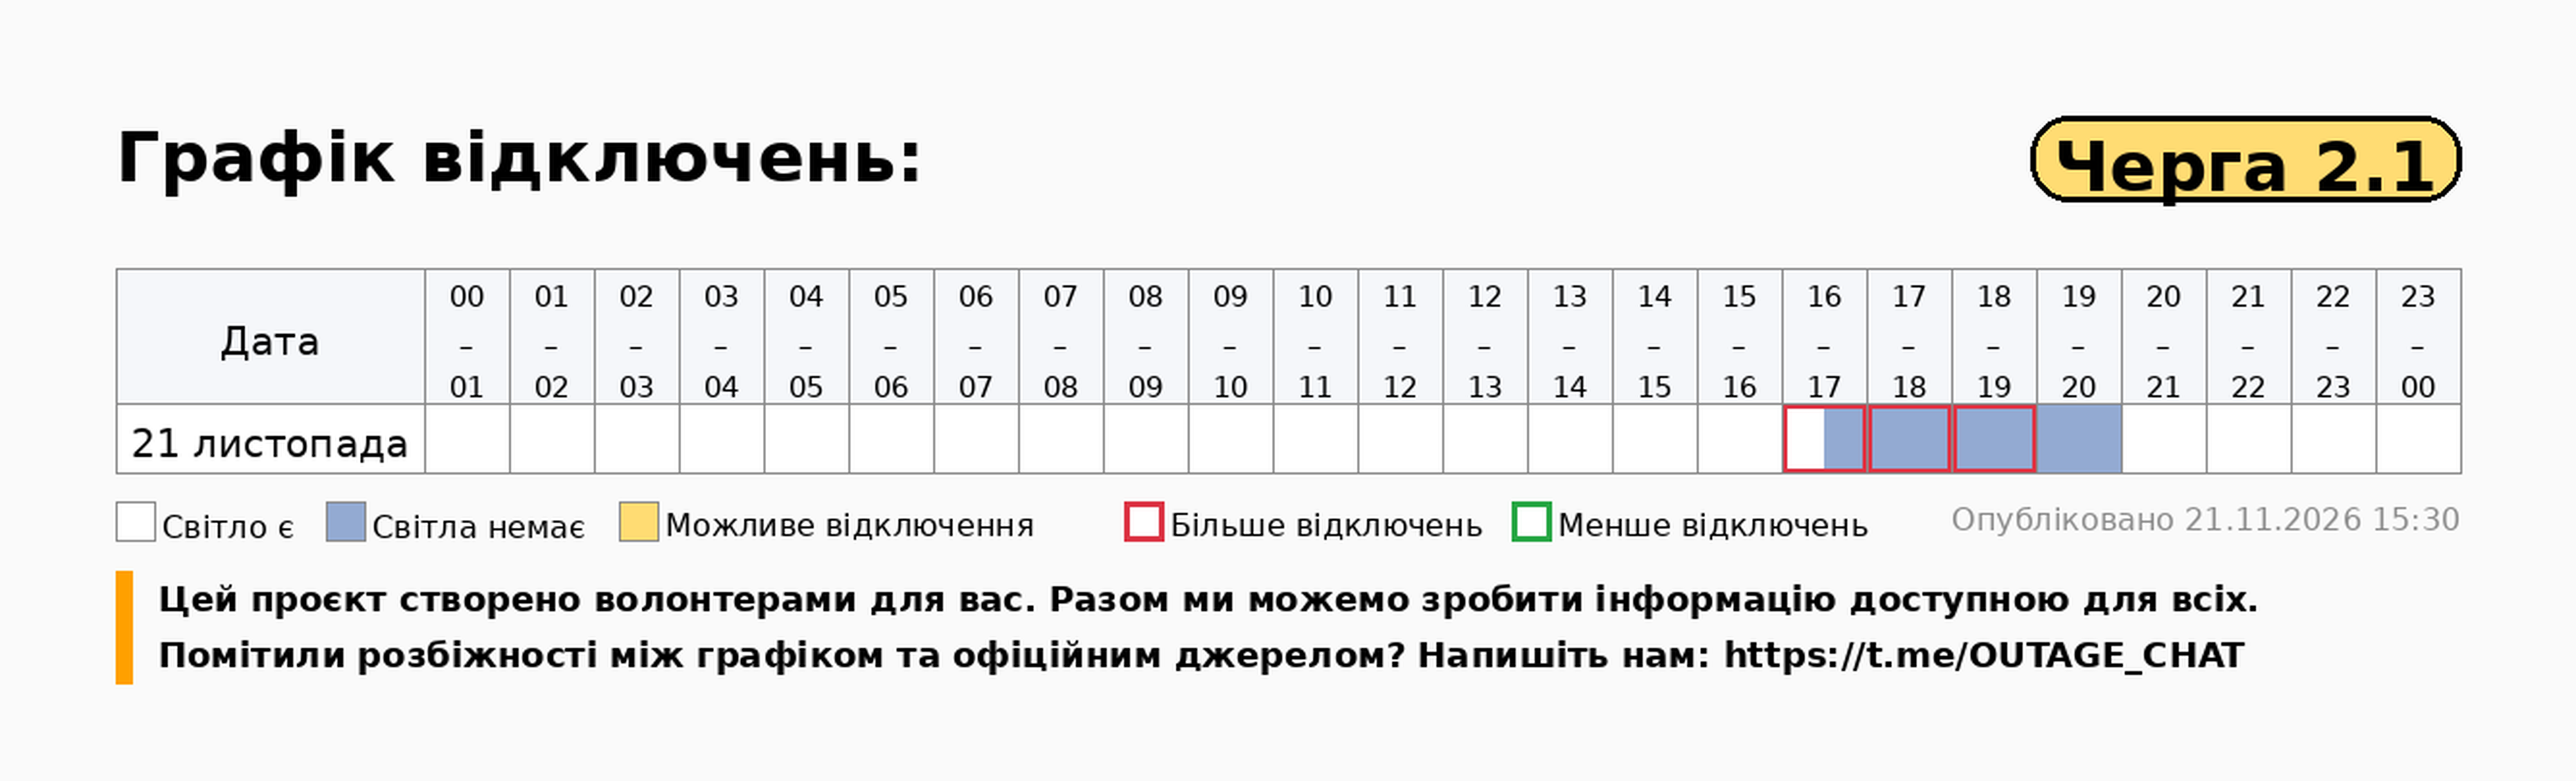 Графік відключень:
Черга 2.1
Дата 00 – 01 01 – 02 02 – 03 03 – 04 04 – 05 05 – 06 06 – 07 07 – 08 08 – 09 09 – 10 10 – 11 11 – 12 12 – 13 13 – 14 14 – 15 15 – 16 16 – 17 17 – 18 18 – 19 19 – 20 20 – 21 21 – 22 22 – 23 23 – 00
21 листопада
Світло є Світла немає Можливе відключення Більше відключень Менше відключень Опубліковано 21.11.2026 15:30
Цей проєкт створено волонтерами для вас. Разом ми можемо зробити інформацію доступною для всіх.
Помітили розбіжності між графіком та офіційним джерелом? Напишіть нам: https://t.me/OUTAGE_CHAT